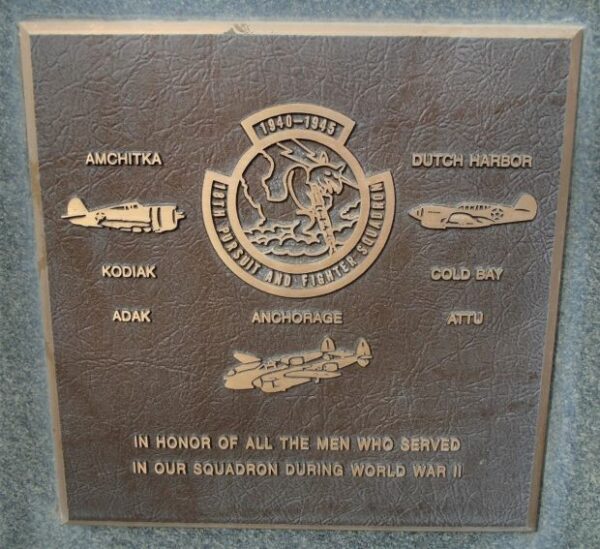 1940–1945
AMCHITKA
DUTCH HARBOR
18TH PURSUIT AND FIGHTER SQUADRON
KODIAK
COLD BAY
ADAK
ANCHORAGE
ATTU
IN HONOR OF ALL THE MEN WHO SERVED
IN OUR SQUADRON DURING WORLD WAR II